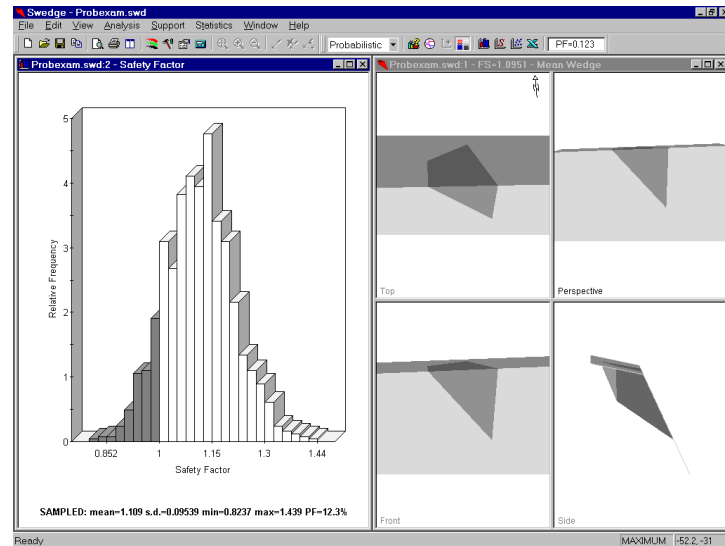 Swedge - Probexam.swd
File Edit View Analysis Support Statistics Window Help
Probabilistic PF=0.123
Probexam.swd:2 - Safety Factor
5
4
3
2
1
0
Relative Frequency
0.852 1 1.15 1.3 1.44
Safety Factor
SAMPLED: mean=1.109 s.d.=0.09539 min=0.8237 max=1.439 PF=12.3%
Probexam.swd:1 - FS=1.0951 - Mean Wedge
Top
Perspective
Front
Side
Ready MAXIMUM -52.2, -31